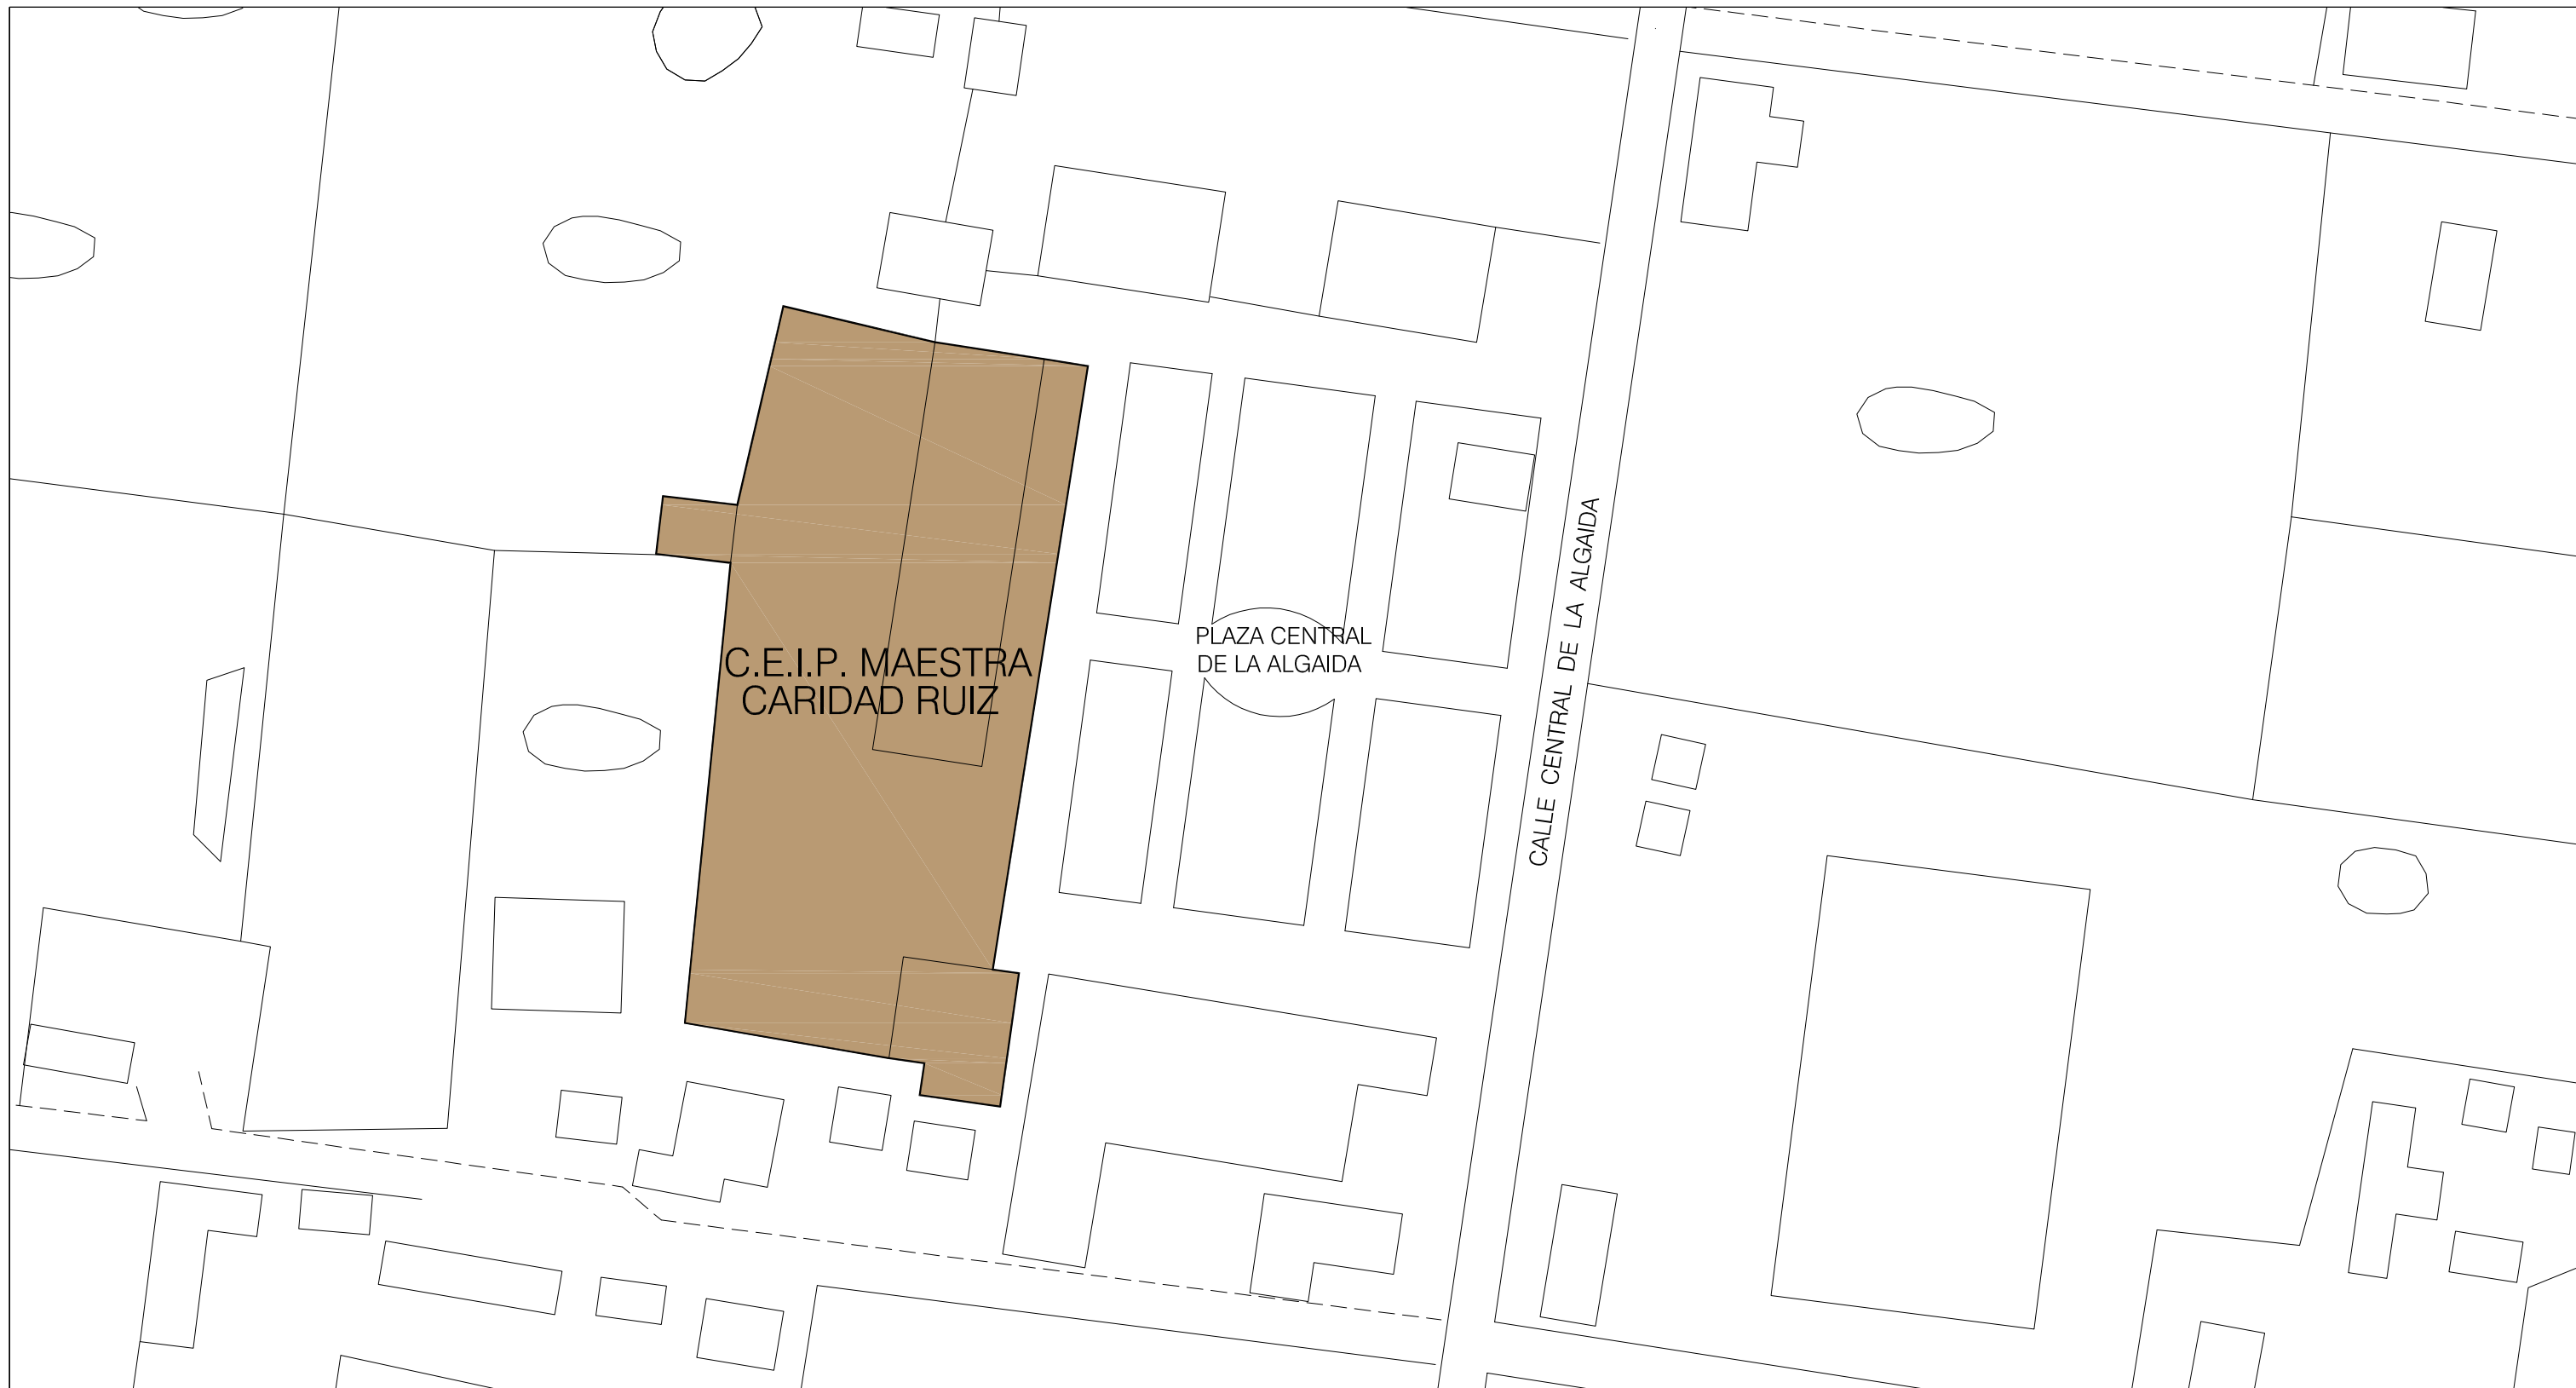 C.E.I.P. MAESTRA
CARIDAD RUIZ
PLAZA CENTRAL
DE LA ALGAIDA
CALLE CENTRAL DE LA ALGAIDA